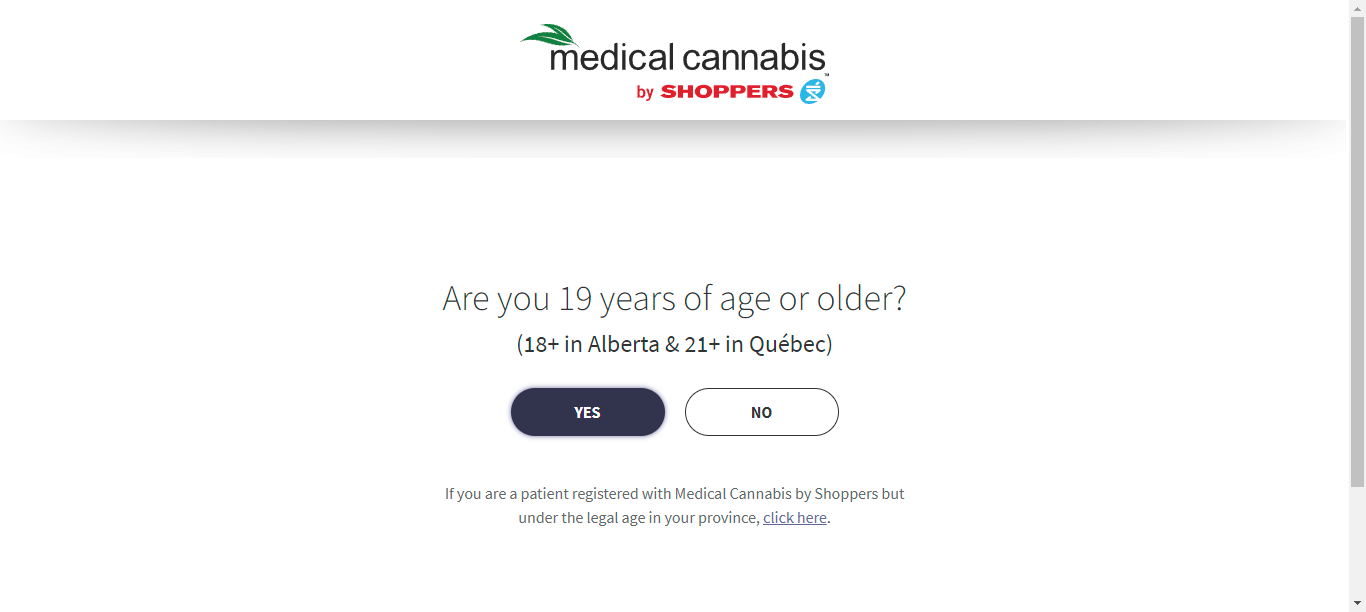 medical cannabis
by SHOPPERS ™
Are you 19 years of age or older?
(18+ in Alberta & 21+ in Québec)
YES
NO
If you are a patient registered with Medical Cannabis by Shoppers but
under the legal age in your province, click here.